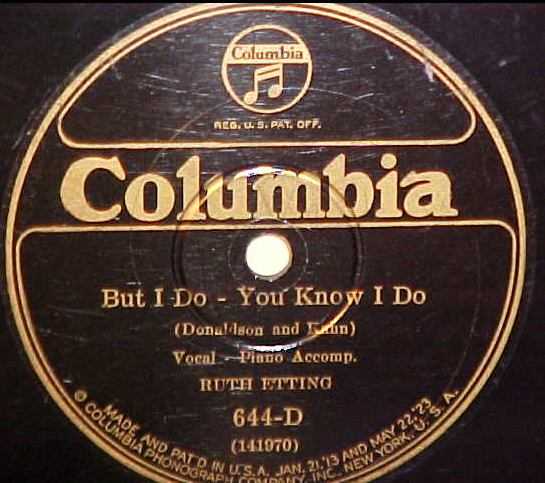 Columbia
REG. U.S. PAT. OFF.
Columbia
But I Do - You Know I Do
(Donaldson and Kahn)
Vocal - Piano Accomp.
RUTH ETTING
644-D
(141970)
MADE AND PAT'D IN U.S.A. JAN. 21, '13 AND MAY 22, '23
© COLUMBIA PHONOGRAPH COMPANY, INC., NEW YORK, U.S.A.